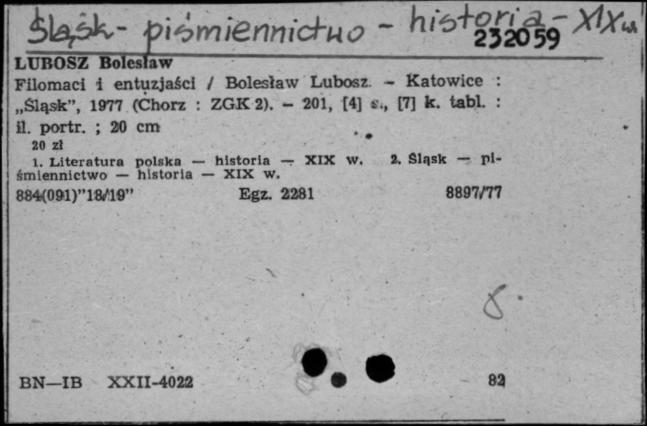 Śląsk - piśmiennictwo - historia - XIX w.
232059
LUBOSZ Bolesław
Filomaci i entuzjaści / Bolesław Lubosz. — Katowice :
„Śląsk”, 1977 (Chorz : ZGK 2). — 201, [4] s., [7] k. tabl. :
il. portr. ; 20 cm
20 zł
1. Literatura polska — historia — XIX w. 2. Śląsk — pi-
śmiennictwo — historia — XIX w.
884(091)”18/19” Egz. 2281 8897/77
8.
BN—IB XXII-4022 82